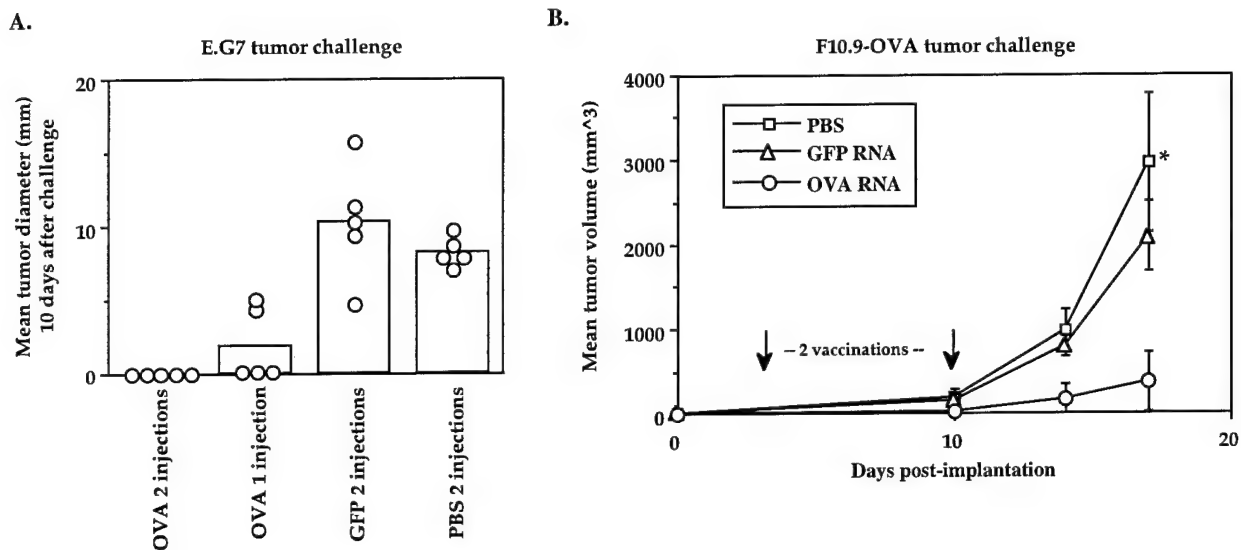 A.
E.G7 tumor challenge
Mean tumor diameter (mm)
10 days after challenge
20
10
0
OVA 2 injections
OVA 1 injection
GFP 2 injections
PBS 2 injections
B.
F10.9-OVA tumor challenge
Mean tumor volume (mm^3)
4000
3000
2000
1000
0
PBS
GFP RNA
OVA RNA
*
– 2 vaccinations --
0
10
20
Days post-implantation